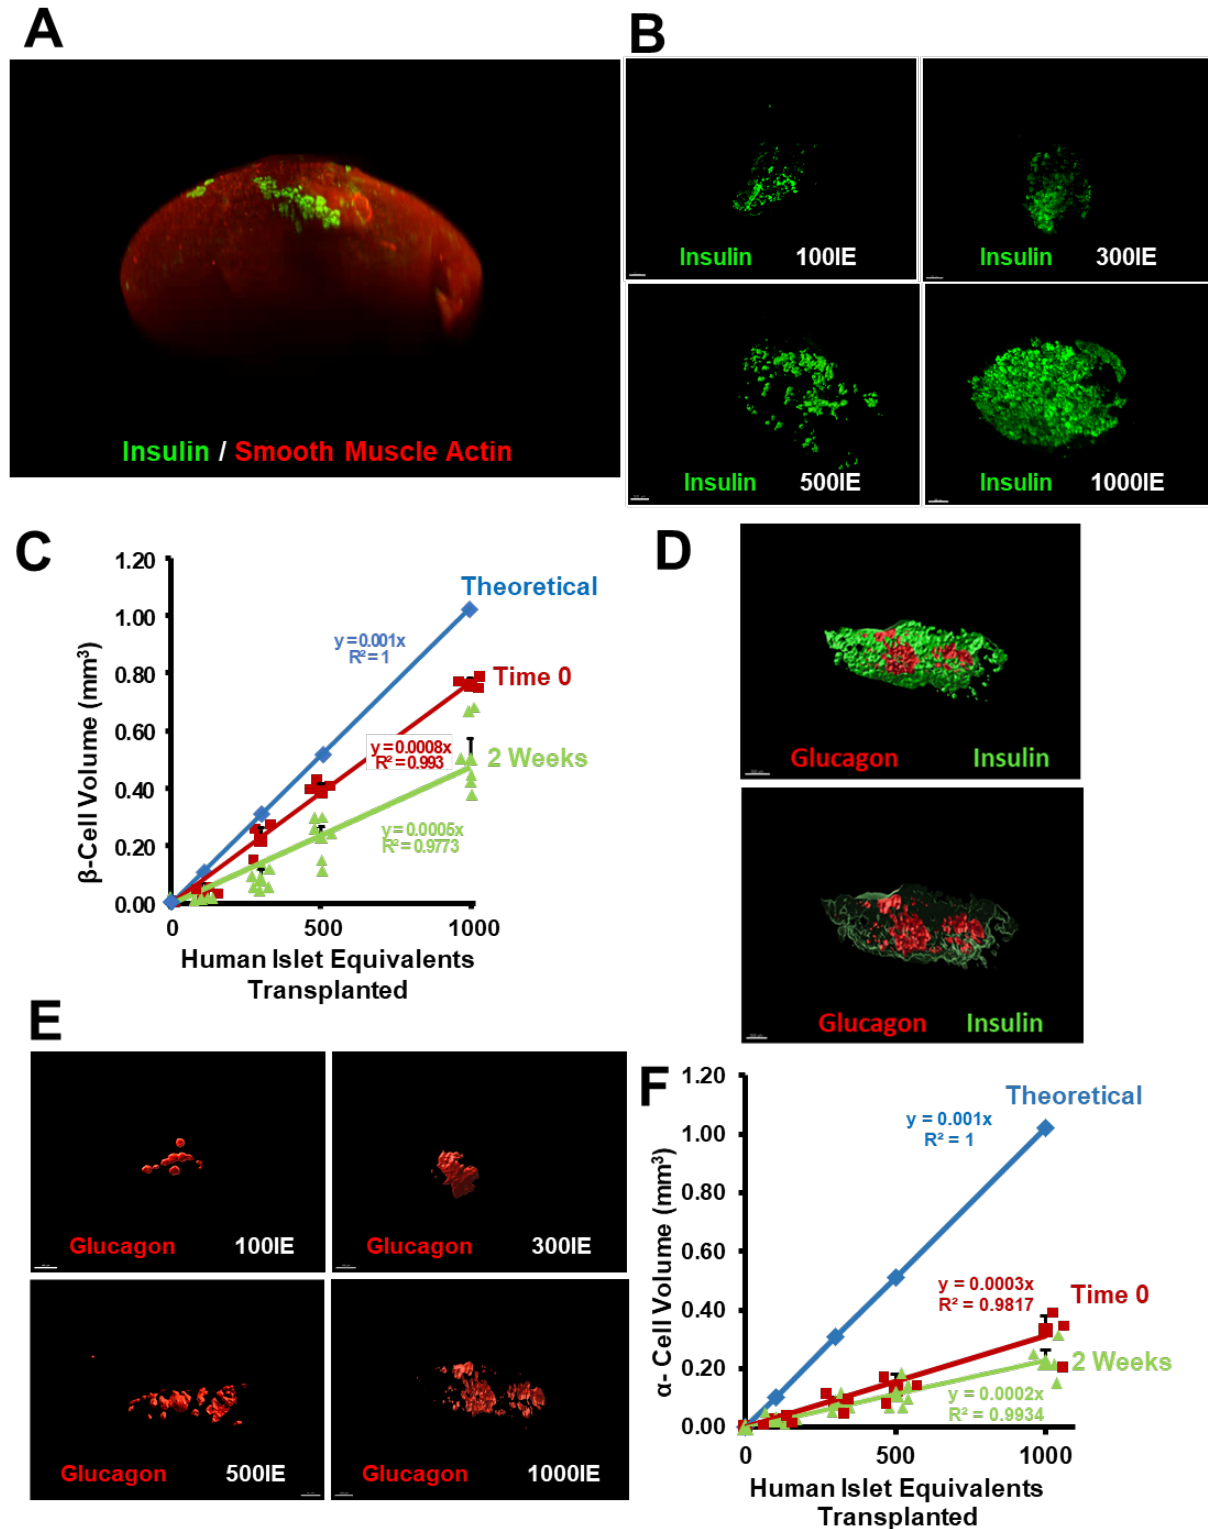 A
Insulin / Smooth Muscle Actin
B
Insulin 100IE
Insulin 300IE
Insulin 500IE
Insulin 1000IE
C
β-Cell Volume (mm³)
1.20
1.00
0.80
0.60
0.40
0.20
0.00
Theoretical
y = 0.001x
R² = 1
Time 0
y = 0.0008x
R² = 0.993
2 Weeks
y = 0.0005x
R² = 0.9773
0 500 1000
Human Islet Equivalents
Transplanted
D
Glucagon Insulin
Glucagon Insulin
E
Glucagon 100IE
Glucagon 300IE
Glucagon 500IE
Glucagon 1000IE
F
α- Cell Volume (mm³)
1.20
1.00
0.80
0.60
0.40
0.20
0.00
Theoretical
y = 0.001x
R² = 1
y = 0.0003x
R² = 0.9817
Time 0
2 Weeks
y = 0.0002x
R² = 0.9934
0 500 1000
Human Islet Equivalents
Transplanted